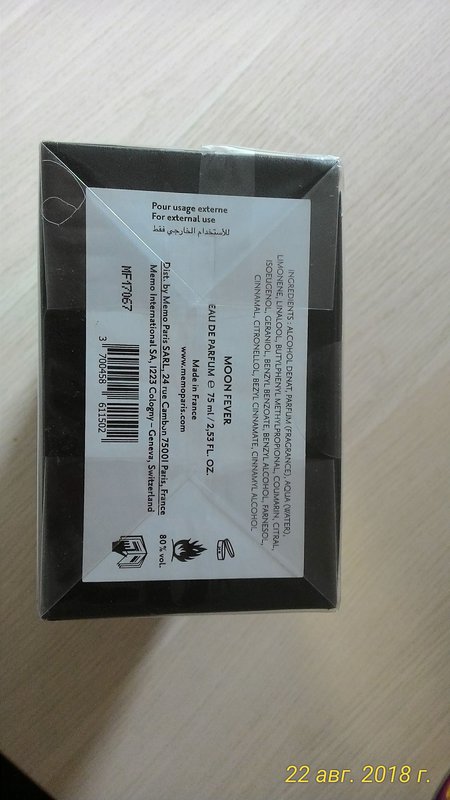 Pour usage externe
For external use
للأستخدام الخارجي فقط
INGREDIENTS : ALCOHOL DENAT, PARFUM (FRAGRANCE), AQUA (WATER),
LIMONENE, LINALOOL, BUTYLPHENYL METHYLPROPIONAL, COUMARIN, CITRAL,
ISOEUGENOL, GERANIOL, BENZYL BENZOATE, BENZYL ALCOHOL, FARNESOL,
CINNAMAL, CITRONELLOL, BEZYL CINNAMATE, CINNAMYL ALCOHOL
MOON FEVER
EAU DE PARFUM ℮ 75 ml / 2,53 FL. OZ.
Made in France
www.memoparis.com
Dist. by Memo Paris SARL, 24 rue Cambon 75001 Paris, France
Memo International SA, 1223 Cologny – Geneva, Switzerland
80 % vol.
MF17067
3 700458 611502
22 авг. 2018 г.